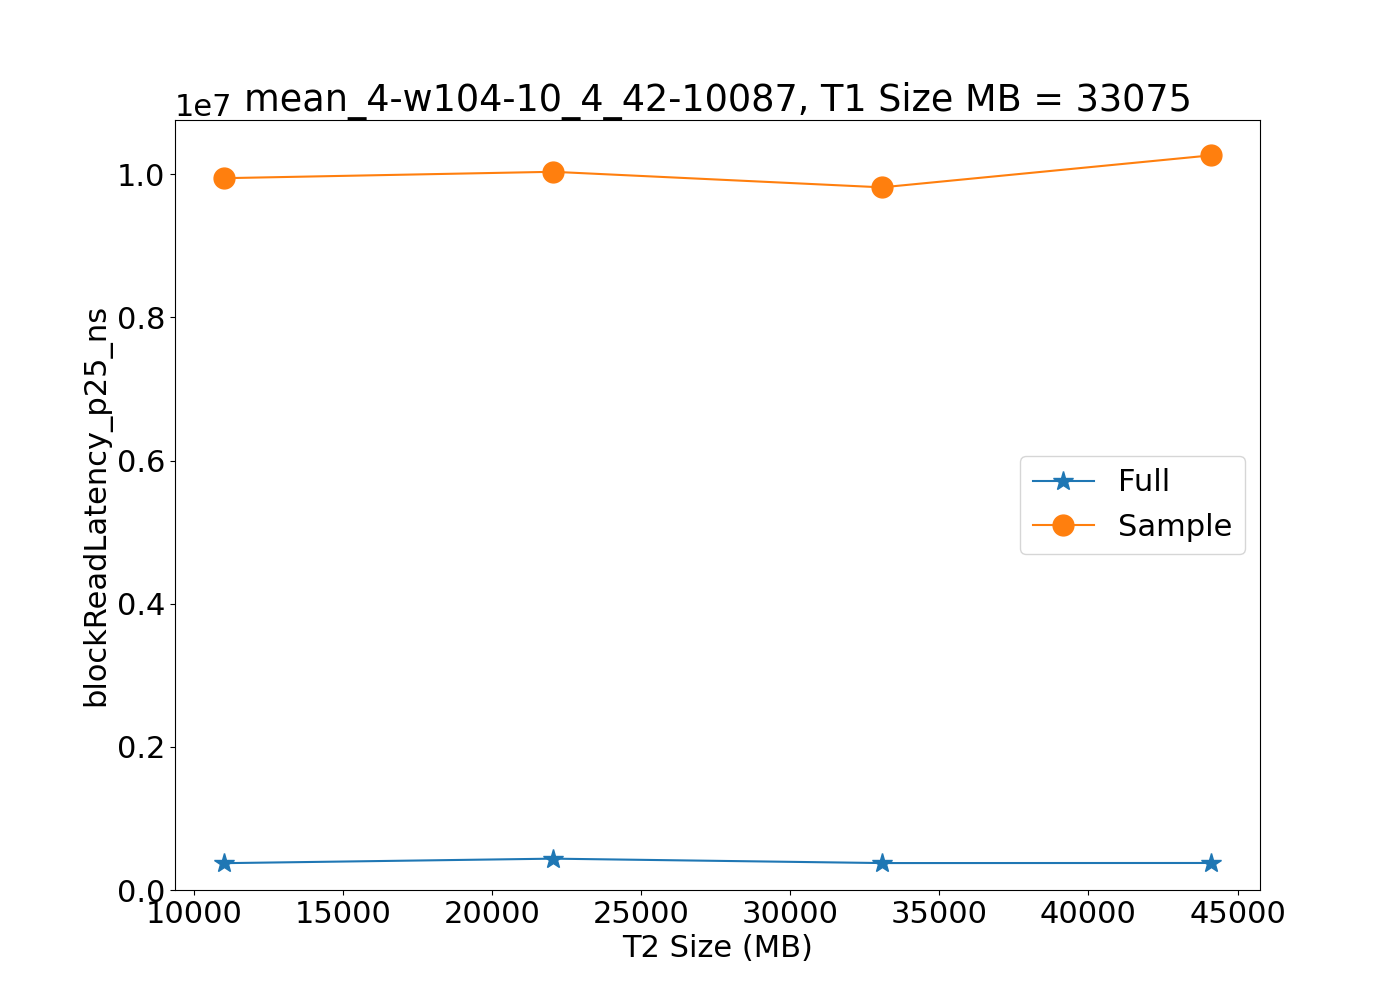 1e7 mean_4-w104-10_4_42-10087, T1 Size MB = 33075
blockReadLatency_p25_ns
1.0
0.8
0.6
0.4
0.2
0.0
Full
Sample
10000 15000 20000 25000 30000 35000 40000 45000
T2 Size (MB)